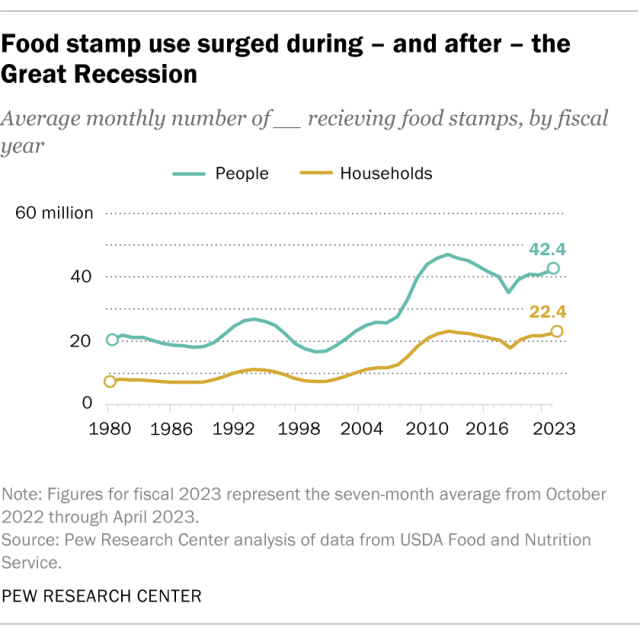 Food stamp use surged during – and after – the
Great Recession
Average monthly number of __ recieving food stamps, by fiscal
year
People Households
60 million
42.4
40
22.4
20
0
1980 1986 1992 1998 2004 2010 2016 2023
Note: Figures for fiscal 2023 represent the seven-month average from October
2022 through April 2023.
Source: Pew Research Center analysis of data from USDA Food and Nutrition
Service.
PEW RESEARCH CENTER